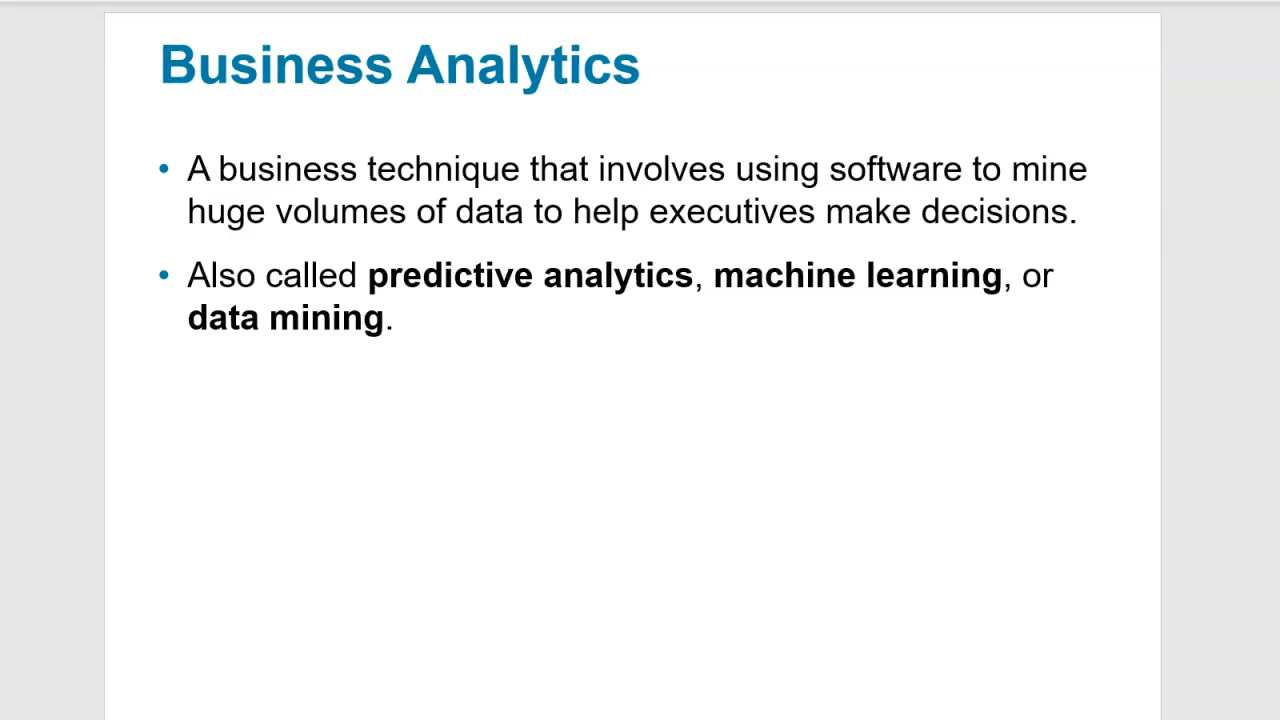 Business Analytics
• A business technique that involves using software to mine
huge volumes of data to help executives make decisions.
• Also called predictive analytics, machine learning, or
data mining.